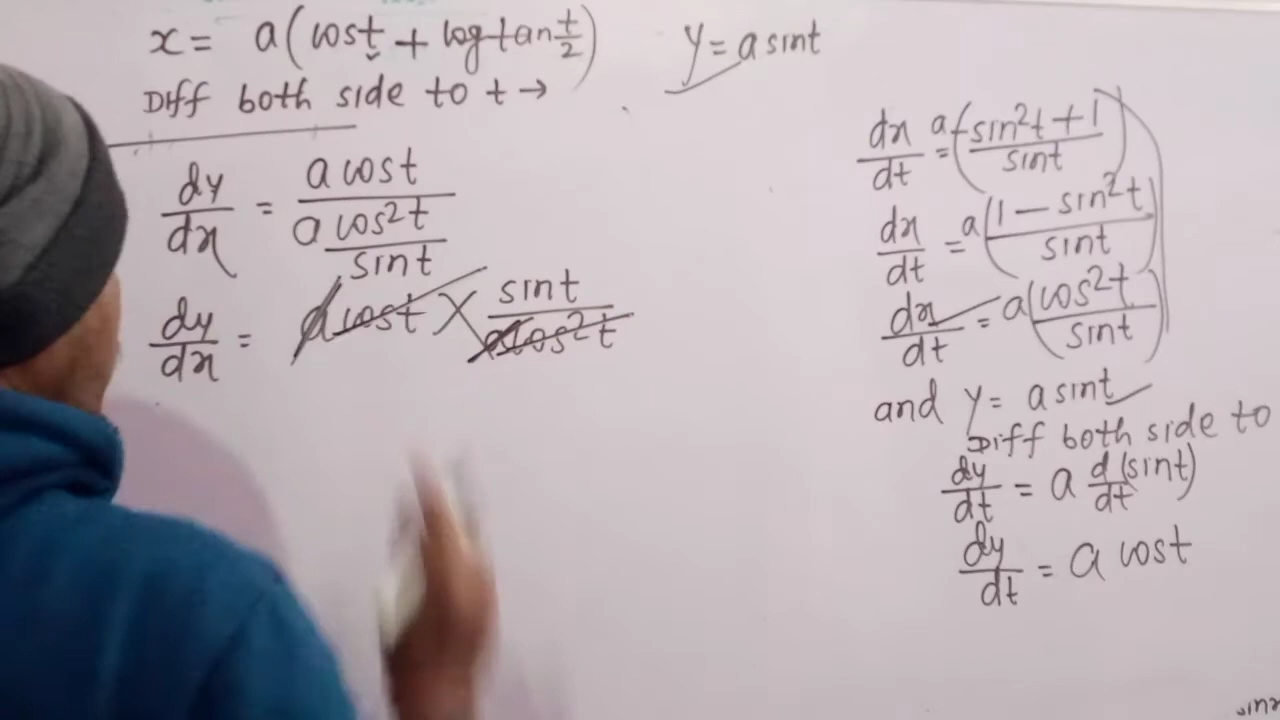 x = a(cost + log tan t/2)   y = a sint
Diff both side to t →
dy/dx = a cost / (a cos²t / sint)
dy/dx = a cost × sint / a cos²t
dx/dt = a(-sin²t + 1 / sint)
dx/dt = a(1 - sin²t / sint)
dx/dt = a(cos²t / sint)
and y = a sint
Diff both side to
dy/dt = a d/dt (sint)
dy/dt = a cost